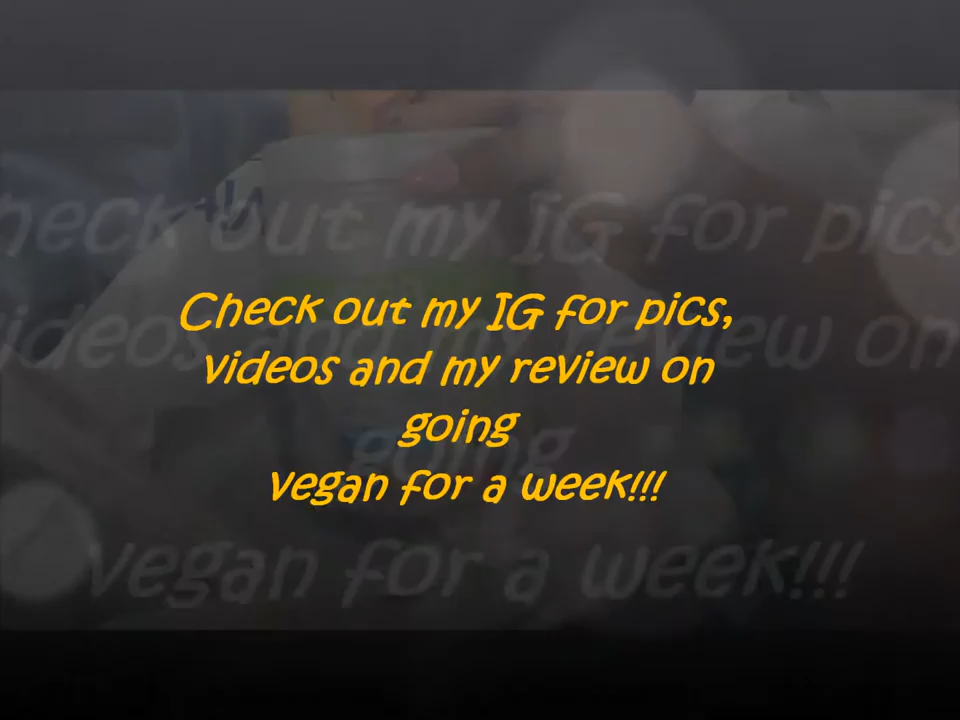 Check out my IG for pics,
videos and my review on
going
vegan for a week!!!